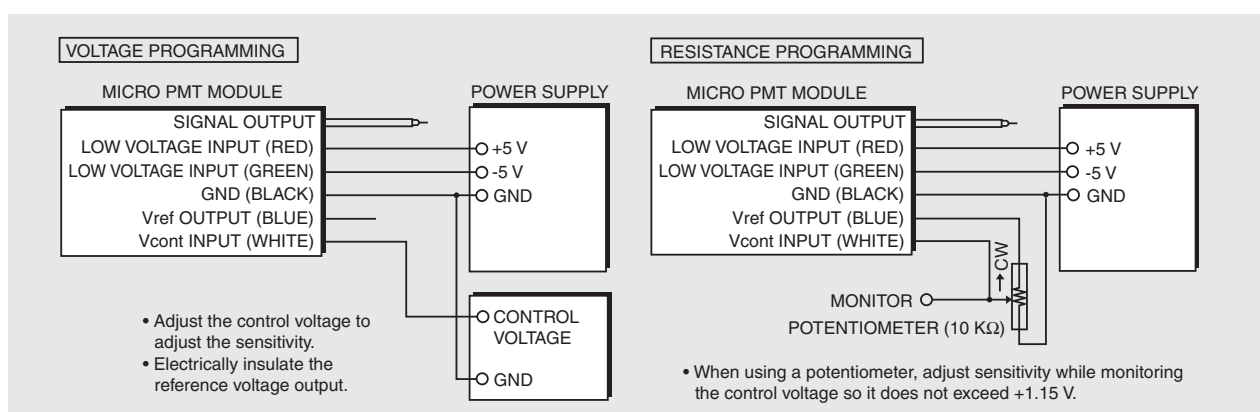 VOLTAGE PROGRAMMING
MICRO PMT MODULE
POWER SUPPLY
SIGNAL OUTPUT
LOW VOLTAGE INPUT (RED)
+5 V
LOW VOLTAGE INPUT (GREEN)
-5 V
GND (BLACK)
GND
Vref OUTPUT (BLUE)
Vcont INPUT (WHITE)
CONTROL
VOLTAGE
GND
• Adjust the control voltage to
adjust the sensitivity.
• Electrically insulate the
reference voltage output.
RESISTANCE PROGRAMMING
MICRO PMT MODULE
POWER SUPPLY
SIGNAL OUTPUT
LOW VOLTAGE INPUT (RED)
+5 V
LOW VOLTAGE INPUT (GREEN)
-5 V
GND (BLACK)
GND
Vref OUTPUT (BLUE)
Vcont INPUT (WHITE)
CW
MONITOR
POTENTIOMETER (10 KΩ)
• When using a potentiometer, adjust sensitivity while monitoring
the control voltage so it does not exceed +1.15 V.